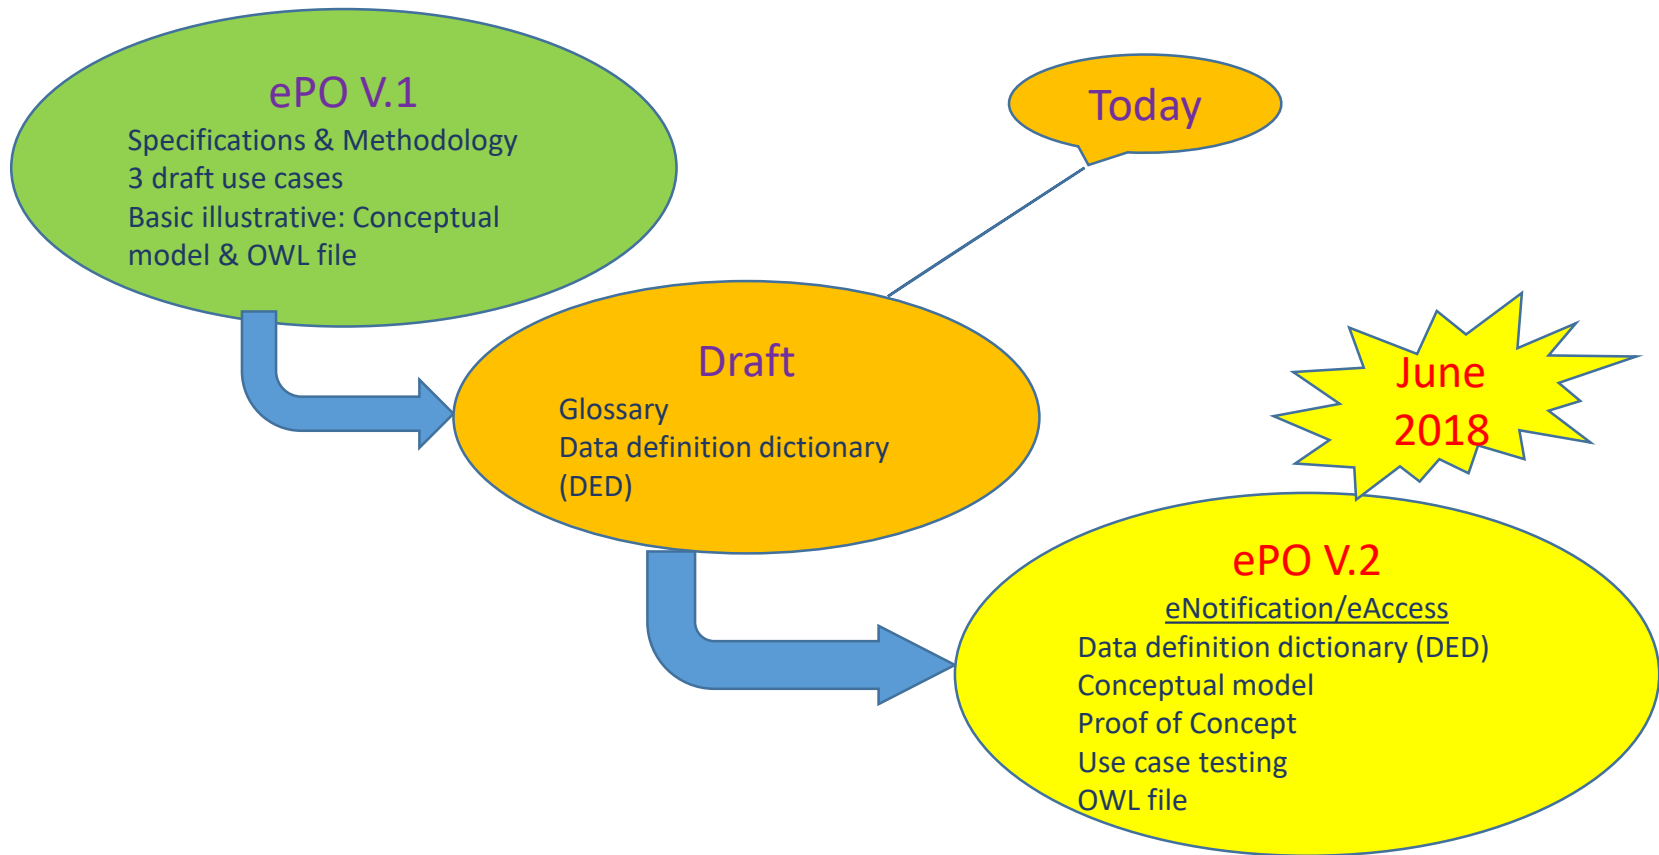 ePO V.1
Specifications & Methodology
3 draft use cases
Basic illustrative: Conceptual
model & OWL file
Today
Draft
Glossary
Data definition dictionary
(DED)
June
2018
ePO V.2
eNotification/eAccess
Data definition dictionary (DED)
Conceptual model
Proof of Concept
Use case testing
OWL file